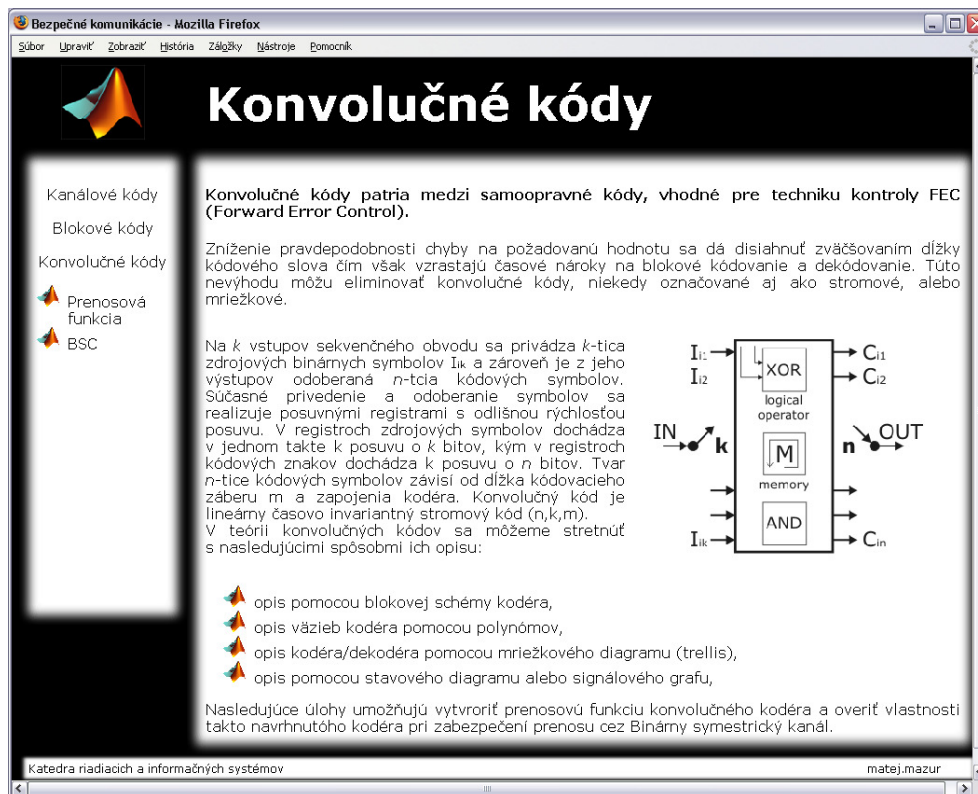 Bezpečné komunikácie - Mozilla Firefox
Súbor Upraviť Zobraziť História Záložky Nástroje Pomocník
Konvolučné kódy
Kanálové kódy
Blokové kódy
Konvolučné kódy
Prenosová
funkcia
BSC
Konvolučné kódy patria medzi samoopravné kódy, vhodné pre techniku kontroly FEC
(Forward Error Control).
Zníženie pravdepodobnosti chyby na požadovanú hodnotu sa dá disiahnuť zväčšovaním dĺžky
kódového slova čím však vzrastajú časové nároky na blokové kódovanie a dekódovanie. Túto
nevýhodu môžu eliminovať konvolučné kódy, niekedy označované aj ako stromové, alebo
mriežkové.
Na k vstupov sekvenčného obvodu sa privádza k-tica
zdrojových binárnych symbolov Iik a zároveň je z jeho
výstupov odoberaná n-tcia kódových symbolov.
Súčasné privedenie a odoberanie symbolov sa
realizuje posuvnými registrami s odlišnou rýchlosťou
posuvu. V registroch zdrojových symbolov dochádza
v jednom takte k posuvu o k bitov, kým v registroch
kódových znakov dochádza k posuvu o n bitov. Tvar
n-tice kódových symbolov závisí od dĺžka kódovacieho
záberu m a zapojenia kodéra. Konvolučný kód je
lineárny časovo invariantný stromový kód (n,k,m).
V teórii konvolučných kódov sa môžeme stretnúť
s nasledujúcimi spôsobmi ich opisu:
Ii1 XOR Ci1
Ii2 Ci2
logical
operator
IN k M n OUT
memory
AND
Iik Cin
opis pomocou blokovej schémy kodéra,
opis väzieb kodéra pomocou polynómov,
opis kodéra/dekodéra pomocou mriežkového diagramu (trellis),
opis pomocou stavového diagramu alebo signálového grafu,
Nasledujúce úlohy umožňujú vytvroriť prenosovú funkciu konvolučného kodéra a overiť vlastnosti
takto navrhnutóho kodéra pri zabezpečení prenosu cez Binárny symestrický kanál.
Katedra riadiacich a informačných systémov matej.mazur